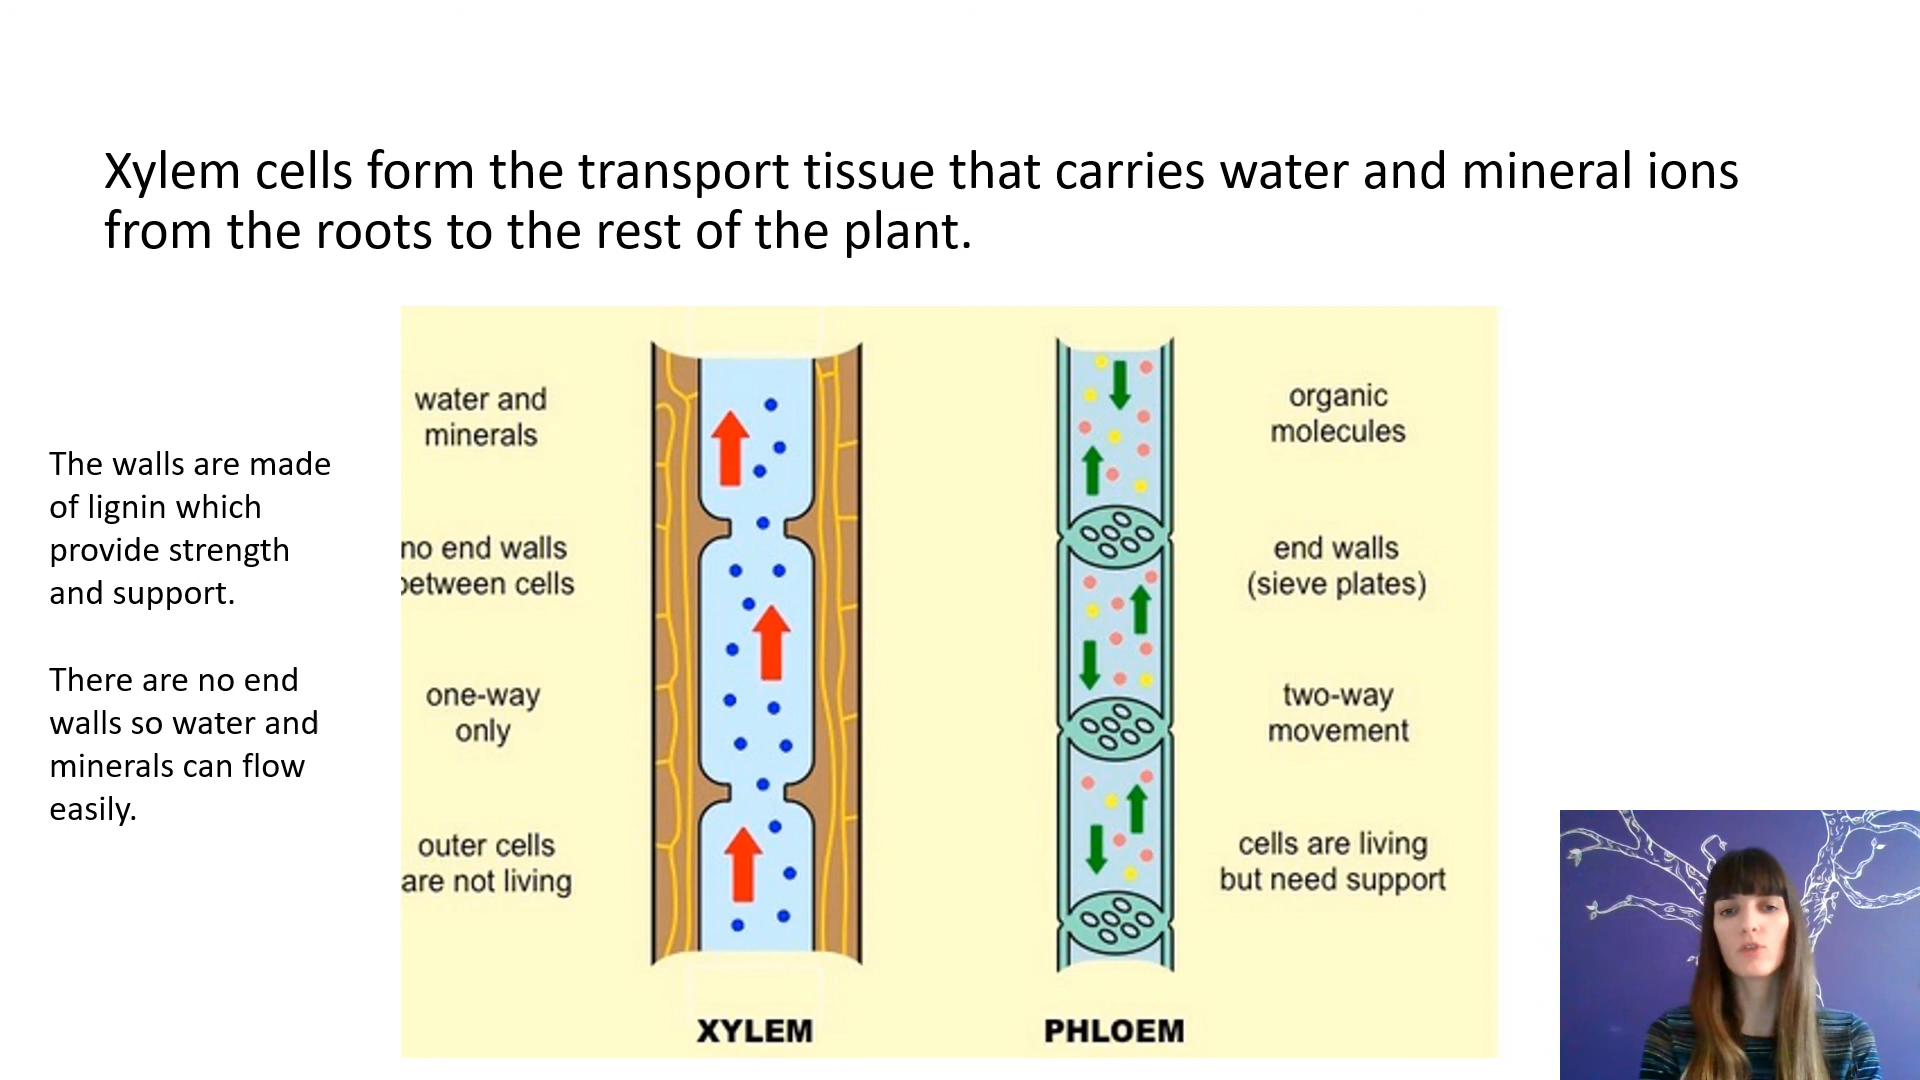 Xylem cells form the transport tissue that carries water and mineral ions
from the roots to the rest of the plant.
The walls are made
of lignin which
provide strength
and support.
There are no end
walls so water and
minerals can flow
easily.
water and
minerals
no end walls
between cells
one-way
only
outer cells
are not living
XYLEM
organic
molecules
end walls
(sieve plates)
two-way
movement
cells are living
but need support
PHLOEM